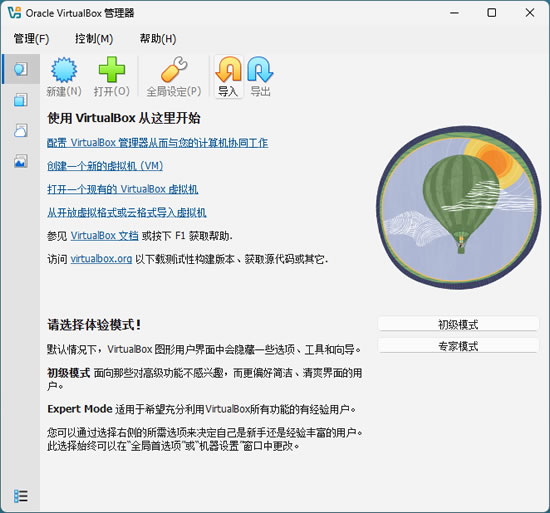 Oracle VirtualBox 管理器
管理(F) 控制(M) 帮助(H)
新建(N) 打开(O) 全局设定(P) 导入 导出
使用 VirtualBox 从这里开始
配置 VirtualBox 管理器从而与您的计算机协同工作
创建一个新的虚拟机 (VM)
打开一个现有的 VirtualBox 虚拟机
从开放虚拟格式或云格式导入虚拟机
参见 VirtualBox 文档 或按下 F1 获取帮助.
访问 virtualbox.org 以下载测试性构建版本、获取源代码或其它.
请选择体验模式!
默认情况下，VirtualBox 图形用户界面中会隐藏一些选项、工具和向导。
初级模式 面向那些对高级功能不感兴趣，而更偏好简洁、清爽界面的用
户。
Expert Mode 适用于希望充分利用VirtualBox所有功能的有经验用户。
您可以通过选择右侧的所需选项来决定自己是新手还是经验丰富的用户。
此选择始终可以在“全局首选项”或“机器设置”窗口中更改。
初级模式
专家模式